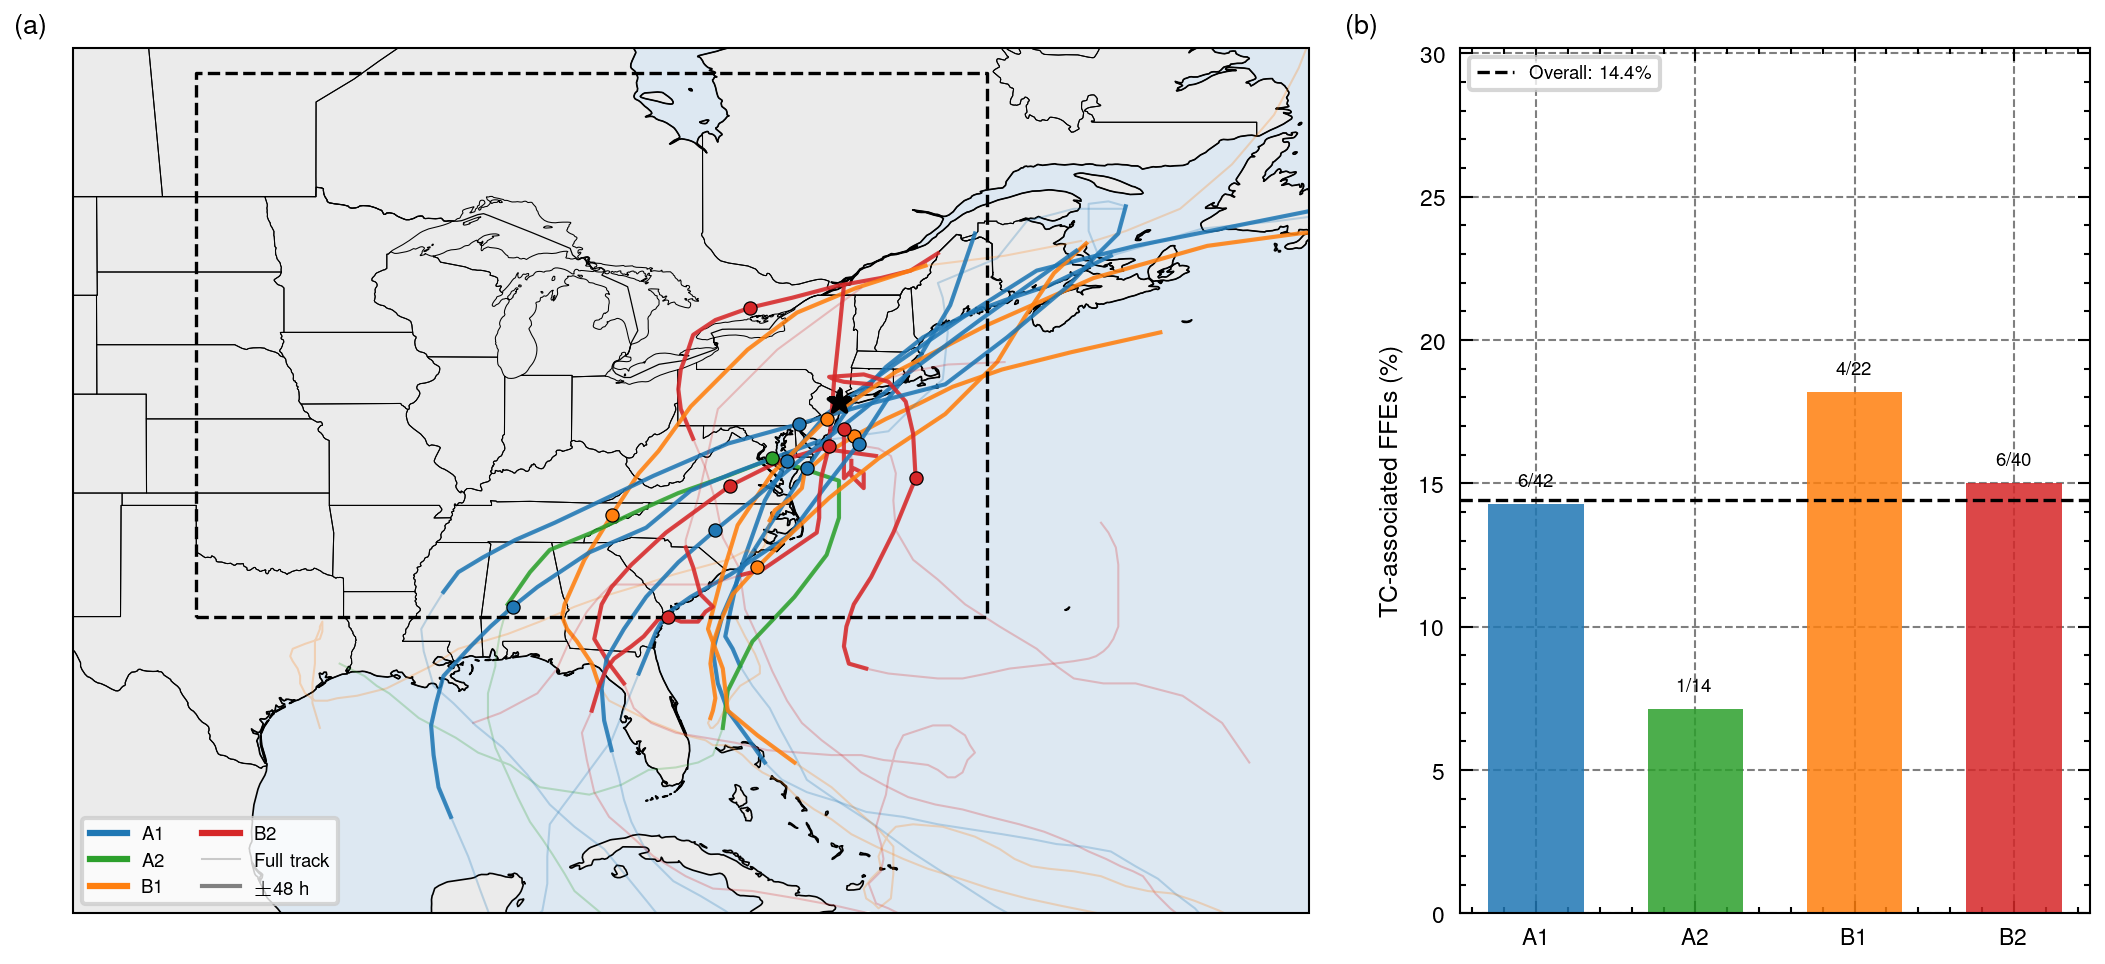 (a)
A1
A2
B1
B2
Full track
±48 h
(b)
TC-associated FFEs (%)
30
25
20
15
10
5
0
Overall: 14.4%
6/42
1/14
4/22
6/40
A1
A2
B1
B2